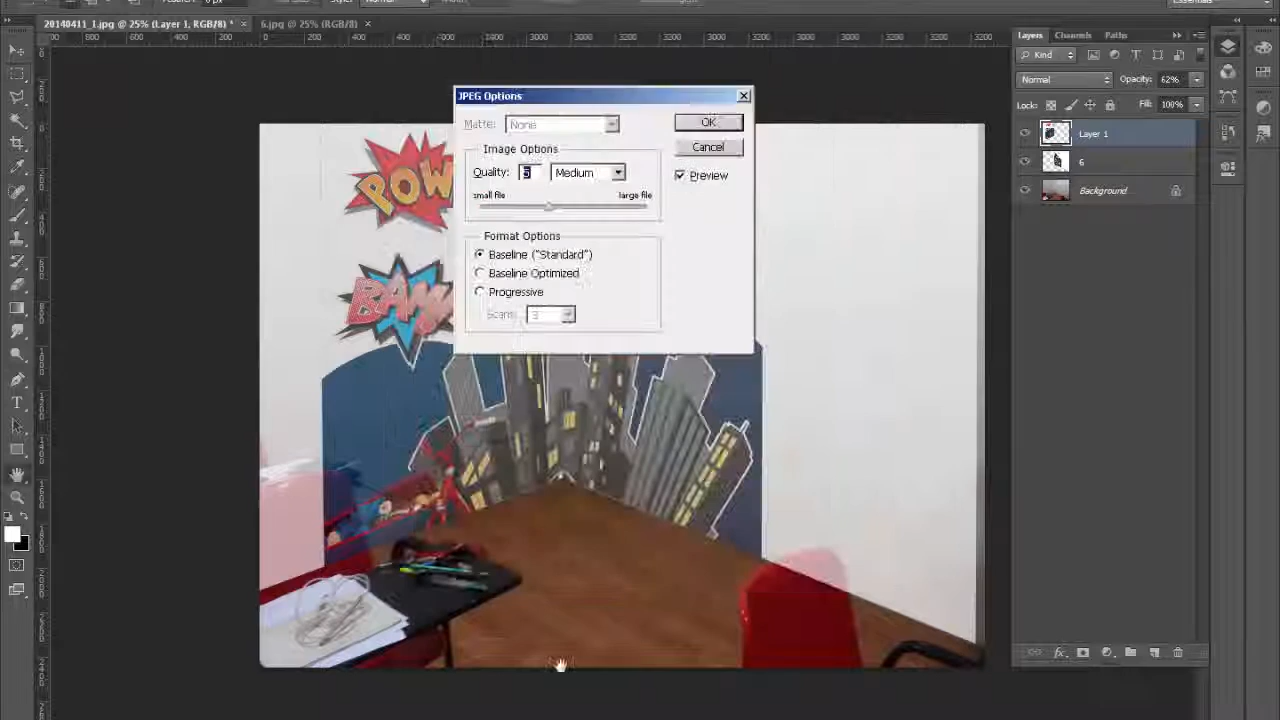 Essentials
20140411_1.jpg @ 25% (Layer 1, RGB/8) * ×
6.jpg @ 25% (RGB/8) ×
Layers Channels Paths
Kind
Normal Opacity: 62%
Lock: Fill: 100%
Layer 1
6
Background
JPEG Options
Matte: None
OK
Image Options
Cancel
Quality: 5 Medium
Preview
small file large file
Format Options
Baseline ("Standard")
Baseline Optimized
Progressive
Scans: 3
POW
BAM